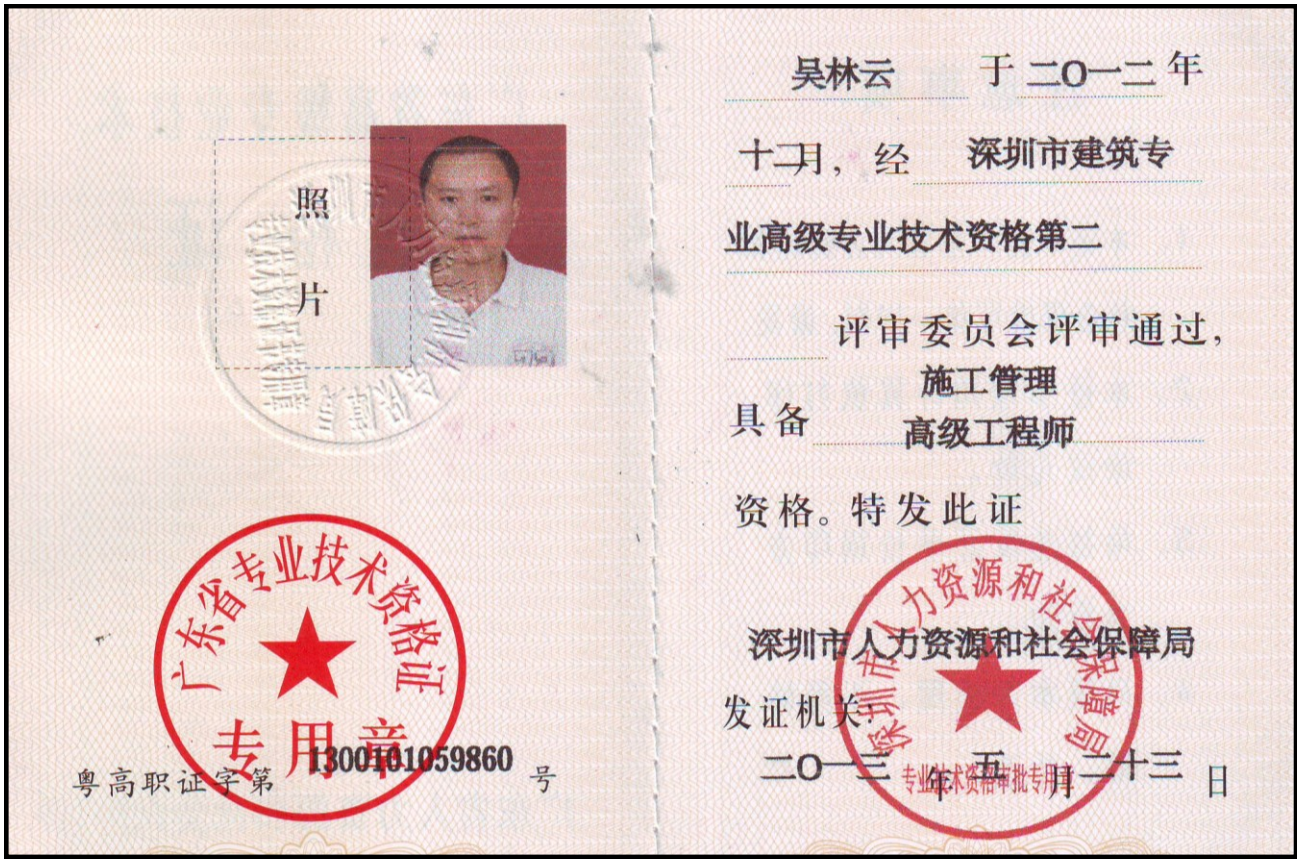 照
片
广东省专业技术资格证
专用章
粤高职证字第 1300101059860 号
吴林云 于 二〇一二 年
十二月，经 深圳市建筑专
业高级专业技术资格第二
评审委员会评审通过，
施工管理
具备 高级工程师
资格。特发此证
深圳市人力资源和社会保障局
发证机关：
二〇一三 年 五 月 二十三 日
深圳市人力资源和社会保障局
专业技术资格审批专用章